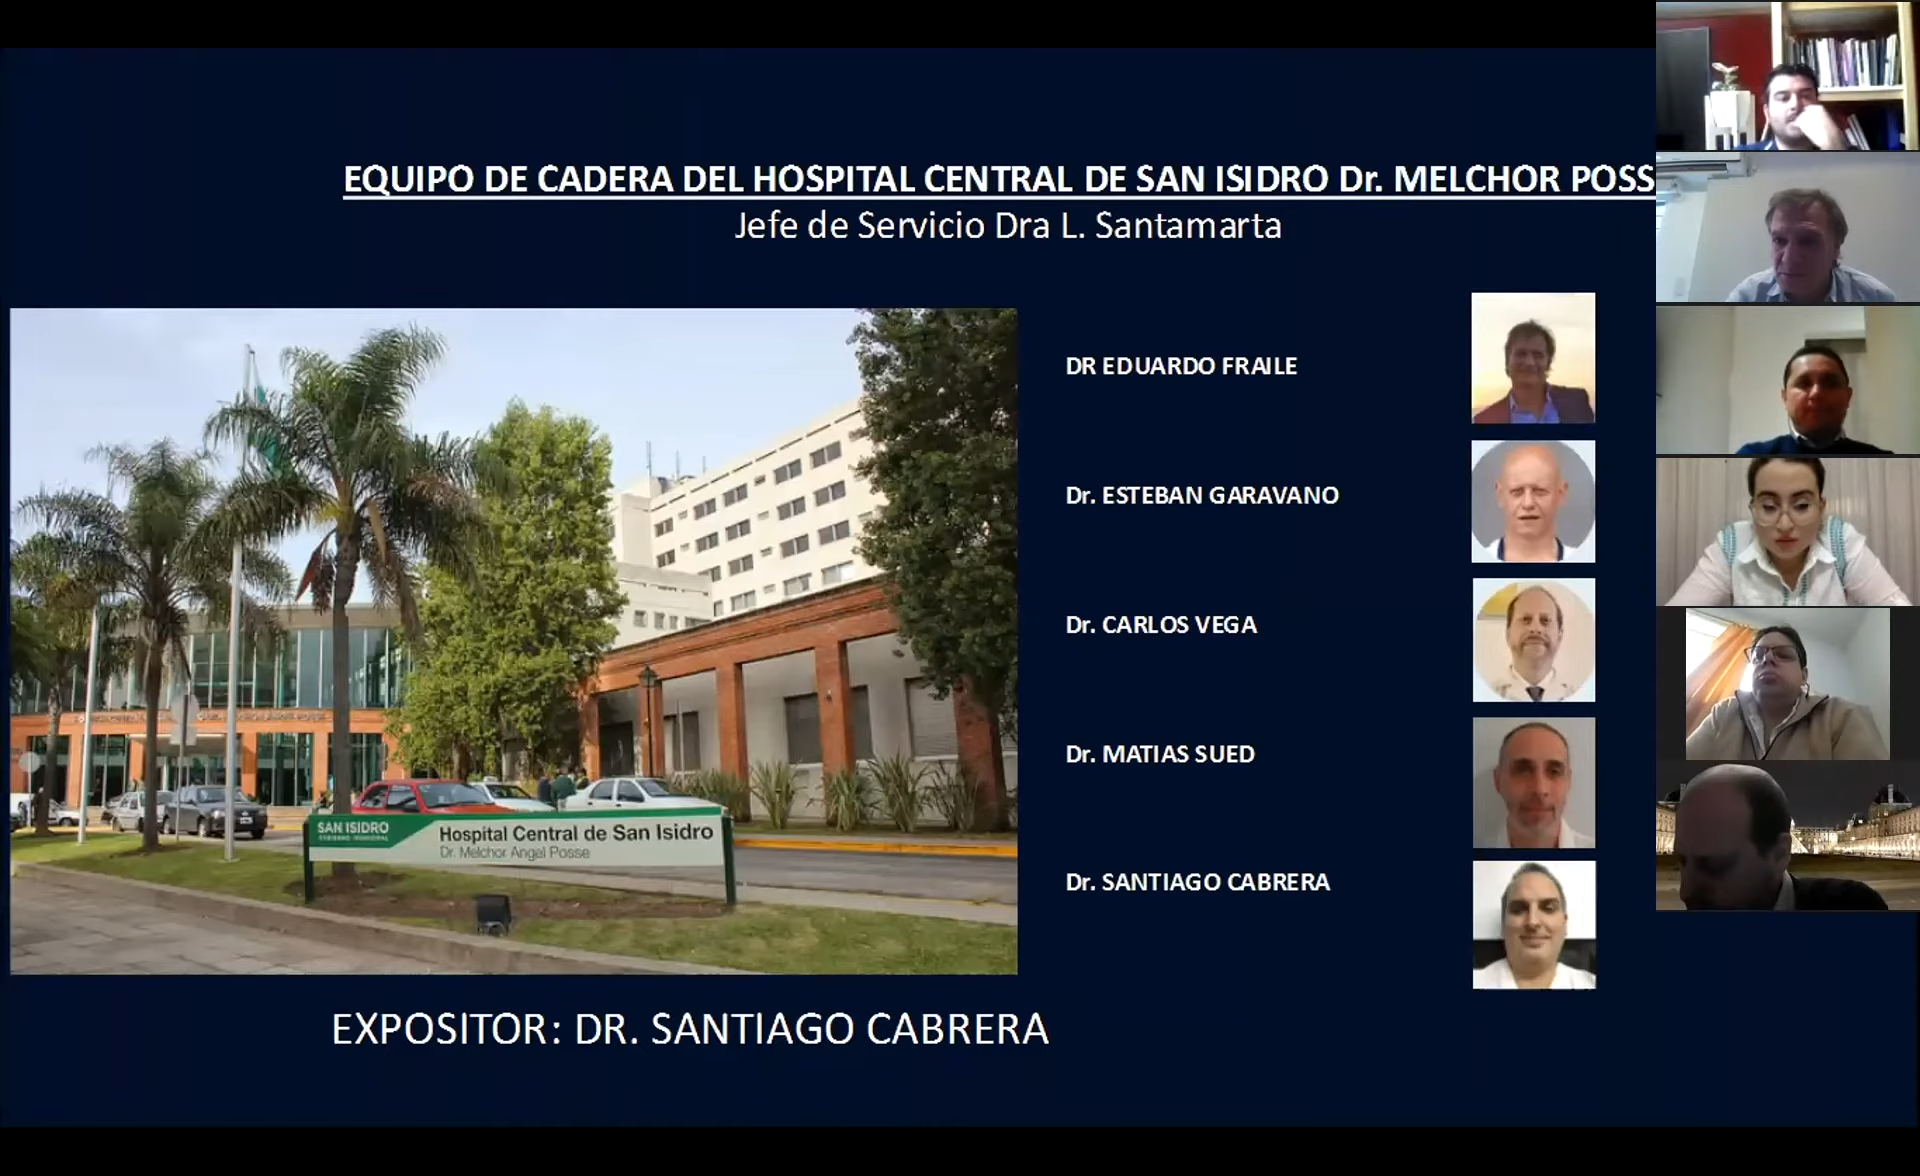 EQUIPO DE CADERA DEL HOSPITAL CENTRAL DE SAN ISIDRO Dr. MELCHOR POSS
Jefe de Servicio Dra L. Santamarta
DR EDUARDO FRAILE
Dr. ESTEBAN GARAVANO
Dr. CARLOS VEGA
Dr. MATIAS SUED
Dr. SANTIAGO CABRERA
SAN ISIDRO
Hospital Central de San Isidro
Dr. Melchor Angel Posse
EXPOSITOR: DR. SANTIAGO CABRERA